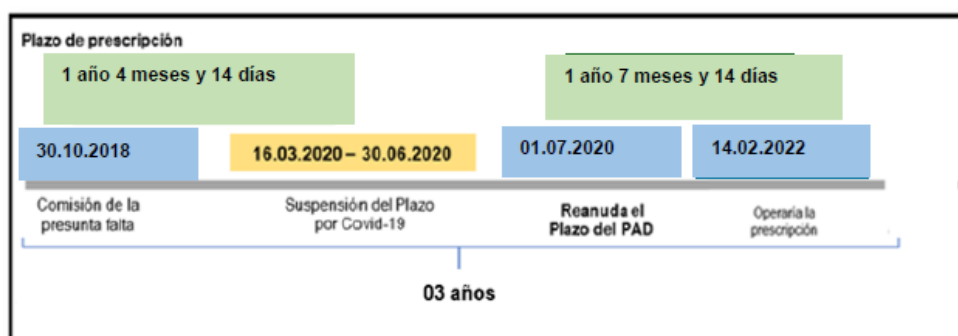 Plazo de prescripción
1 año 4 meses y 14 días
1 año 7 meses y 14 días
30.10.2018
16.03.2020 – 30.06.2020
01.07.2020
14.02.2022
Comisión de la
presunta falta
Suspensión del Plazo
por Covid-19
Reanuda el
Plazo del PAD
Operaría la
prescripción
03 años